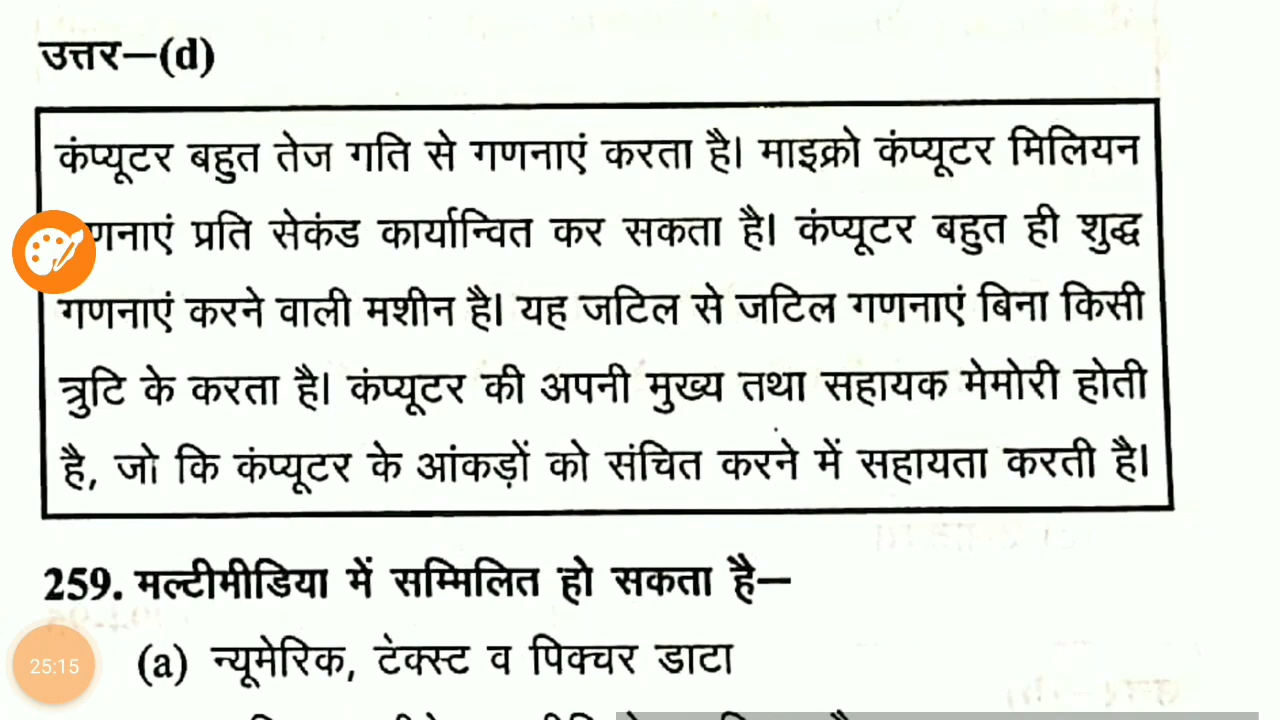 उत्तर—(d)
कंप्यूटर बहुत तेज गति से गणनाएं करता है। माइक्रो कंप्यूटर मिलियन
प्रति सेकंड कार्यान्वित कर सकता है। कंप्यूटर बहुत ही शुद्ध
गणनाएं करने वाली मशीन है। यह जटिल से जटिल गणनाएं बिना किसी
त्रुटि के करता है। कंप्यूटर की अपनी मुख्य तथा सहायक मेमोरी होती
है, जो कि कंप्यूटर के आंकड़ों को संचित करने में सहायता करती है।
259. मल्टीमीडिया में सम्मिलित हो सकता है—
25:15
(a) न्यूमेरिक, टेक्स्ट व पिक्चर डाटा